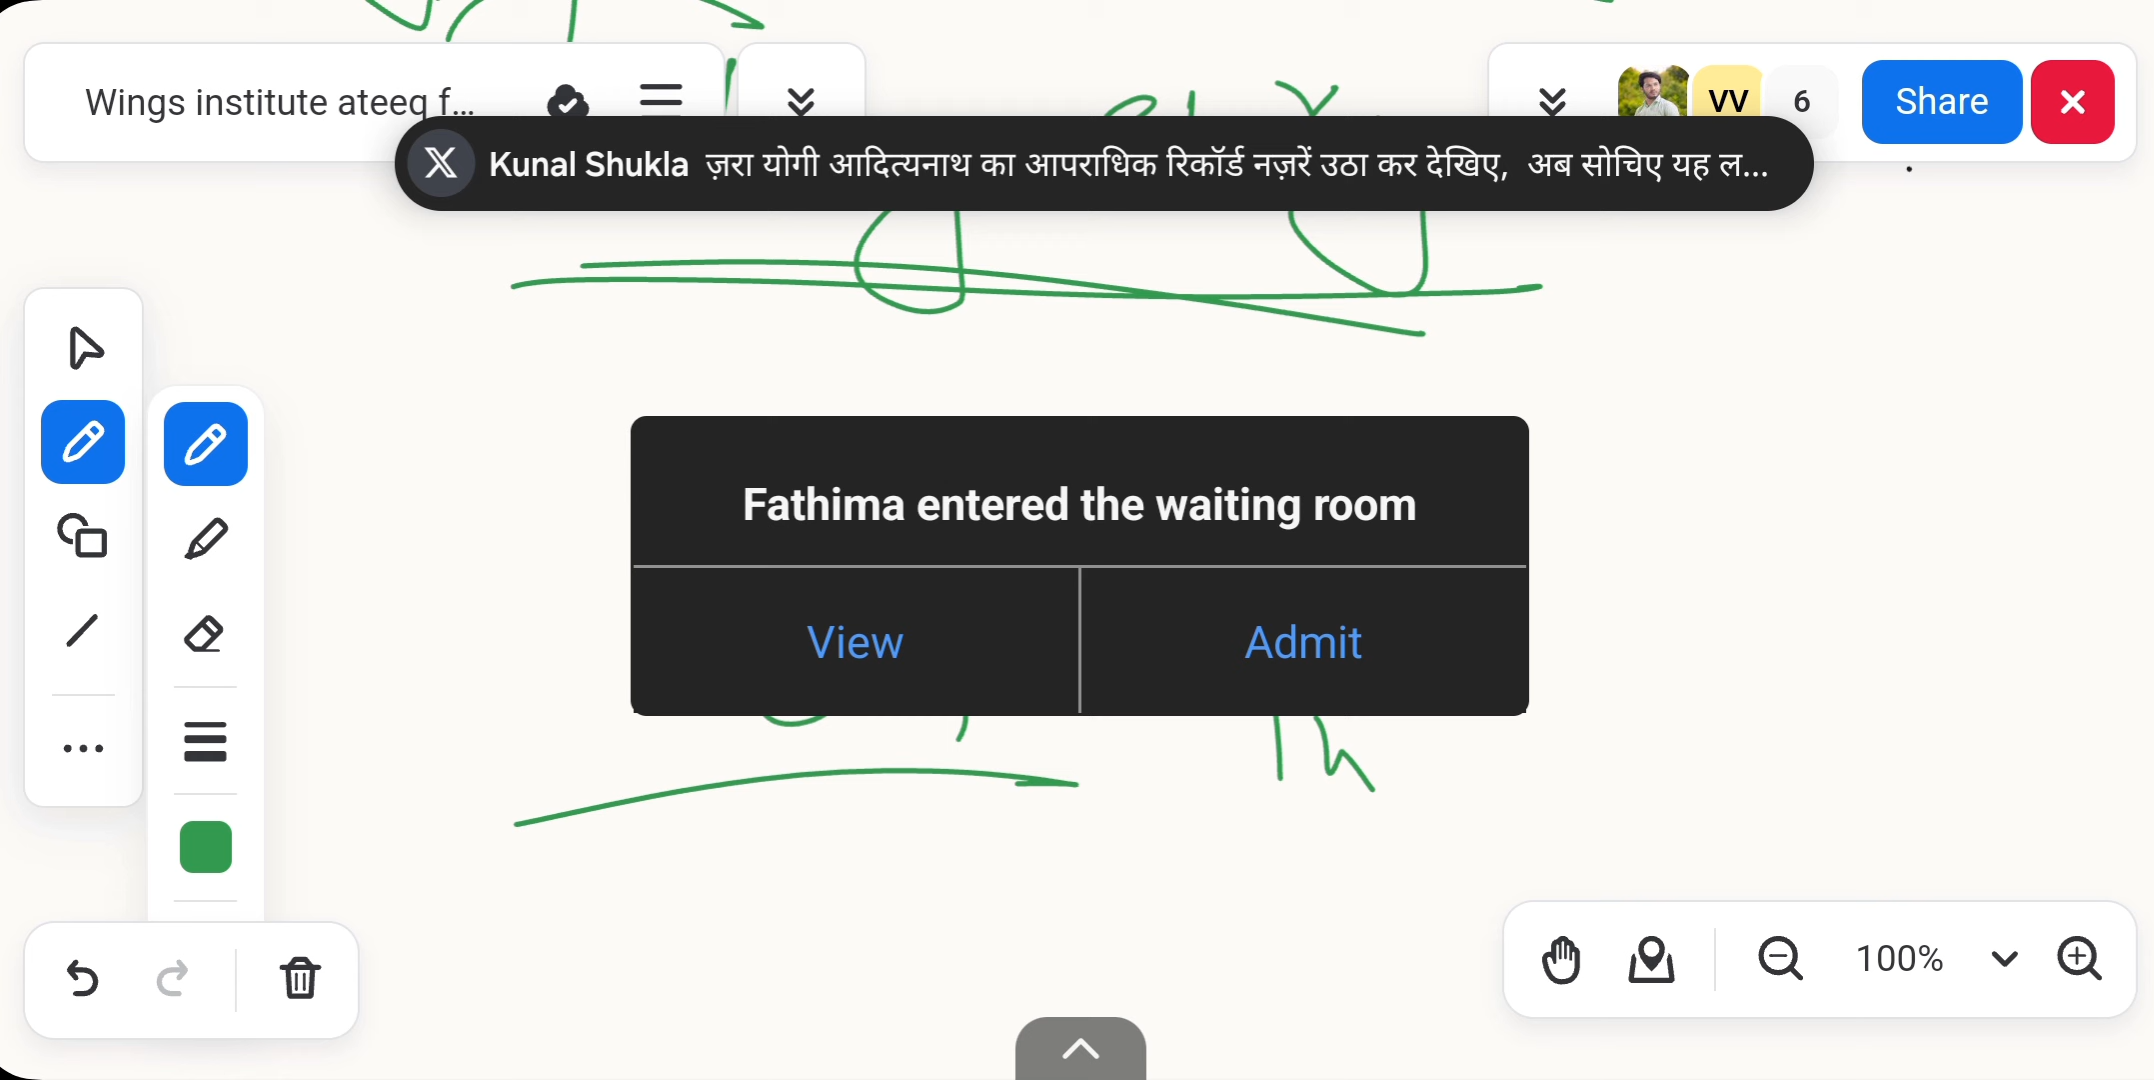 Wings institute ateeq f...
VV
6
Share
Kunal Shukla ज़रा योगी आदित्यनाथ का आपराधिक रिकॉर्ड नज़रें उठा कर देखिए, अब सोचिए यह ल...
Fathima entered the waiting room
View
Admit
100%